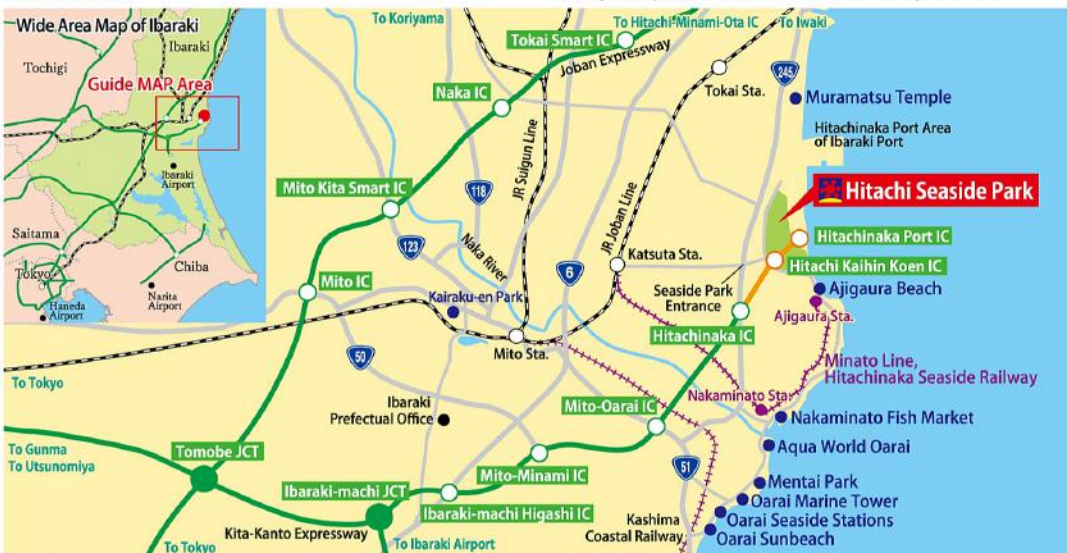 Wide Area Map of Ibaraki
Ibaraki
Tochigi
Guide MAP Area
Ibaraki
Airport
Saitama
Tokyo
Chiba
Narita
Airport
Haneda
Airport
To Koriyama
To Hitachi-Minami-Ota IC
To Iwaki
Tokai Smart IC
Joban Expressway
245
Tokai Sta.
Naka IC
Muramatsu Temple
Hitachinaka Port Area
of Ibaraki Port
JR Suigun Line
118
Mito Kita Smart IC
Hitachi Seaside Park
JR Joban Line
123
Naka River
Hitachinaka Port IC
Katsuta Sta.
Hitachi Kaihin Koen IC
6
Mito IC
Kairaku-en Park
Seaside Park
Entrance
Ajigaura Beach
Ajigaura Sta.
Hitachinaka IC
Mito Sta.
50
Minato Line,
Hitachinaka Seaside Railway
To Tokyo
Nakaminato Sta.
Ibaraki
Prefectual Office
Mito-Oarai IC
Nakaminato Fish Market
To Gunma
To Utsunomiya
Tomobe JCT
Aqua World Oarai
Mito-Minami IC
51
Ibaraki-machi JCT
Mentai Park
Ibaraki-machi Higashi IC
Oarai Marine Tower
Kashima
Coastal Railway
Oarai Seaside Stations
Oarai Sunbeach
Kita-Kanto Expressway
To Tokyo
To Ibaraki Airport